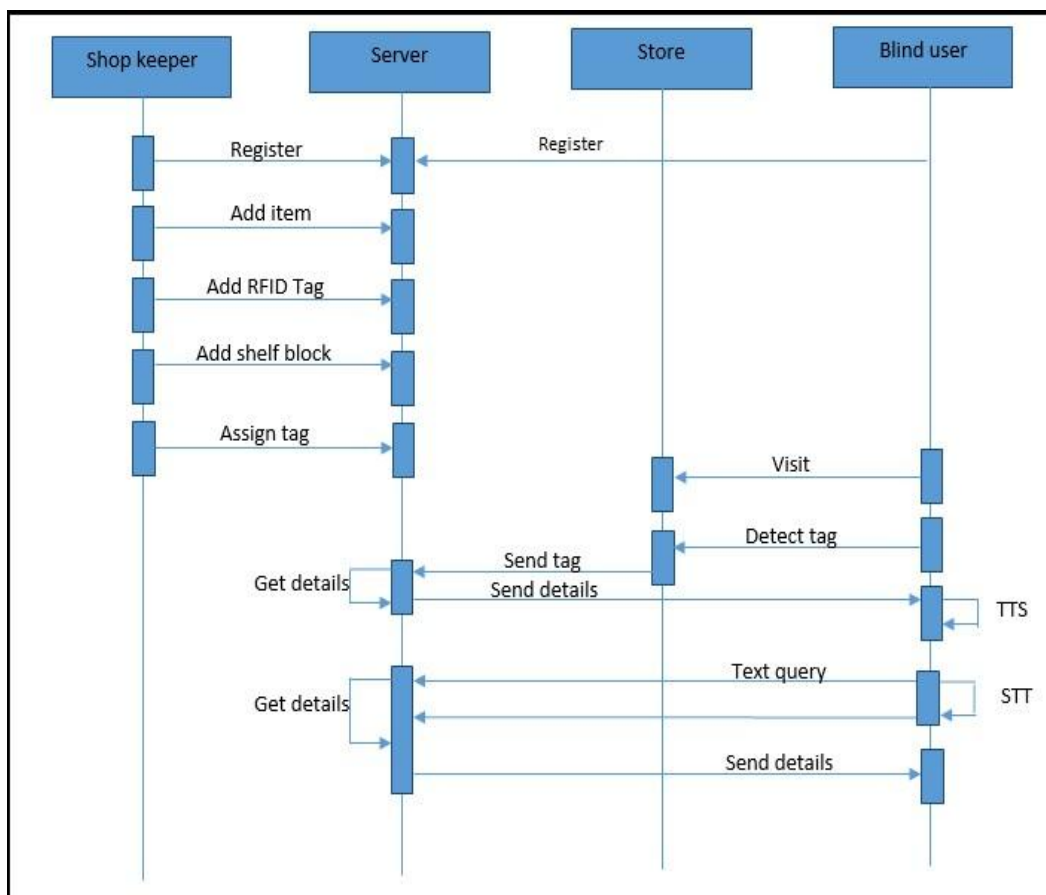 Shop keeper
Server
Store
Blind user
Register
Register
Add item
Add RFID Tag
Add shelf block
Assign tag
Visit
Detect tag
Send tag
Get details
Send details
TTS
Text query
Get details
STT
Send details